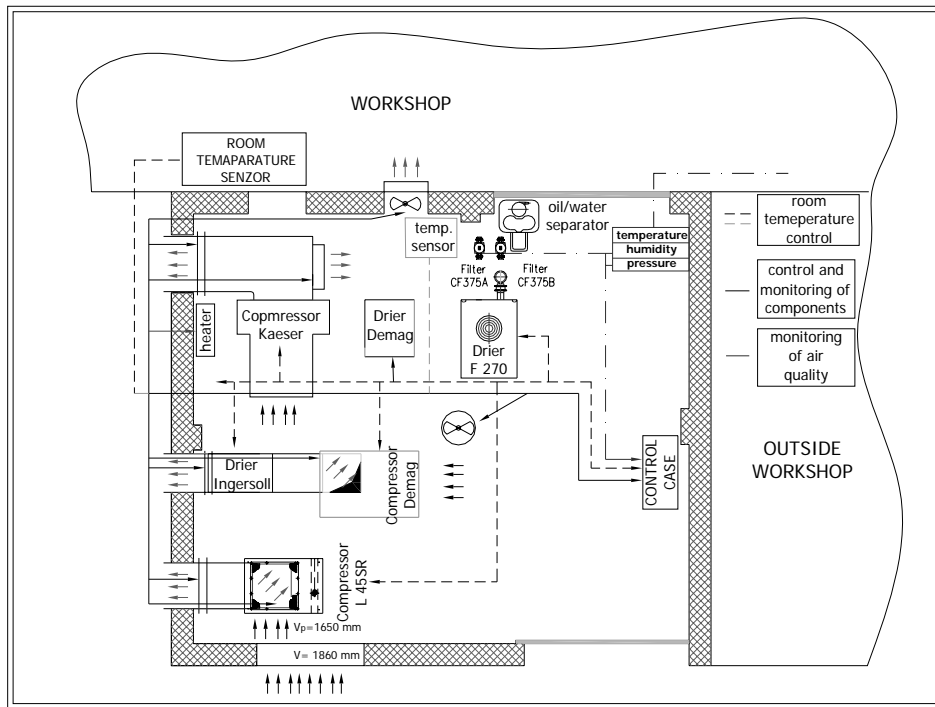 WORKSHOP
ROOM
TEMAPARATURE
SENZOR
oil/water
separator
temp.
sensor
temperature
humidity
pressure
room
temeperature
control
Filter
CF375A
Filter
CF375B
control and
monitoring of
components
heater
Copmressor
Kaeser
Drier
Demag
Drier
F 270
monitoring
of air
quality
OUTSIDE
WORKSHOP
Drier
Ingersoll
Compressor
Demag
CONTROL
CASE
Compressor
L 45SR
Vp=1650 mm
V= 1860 mm